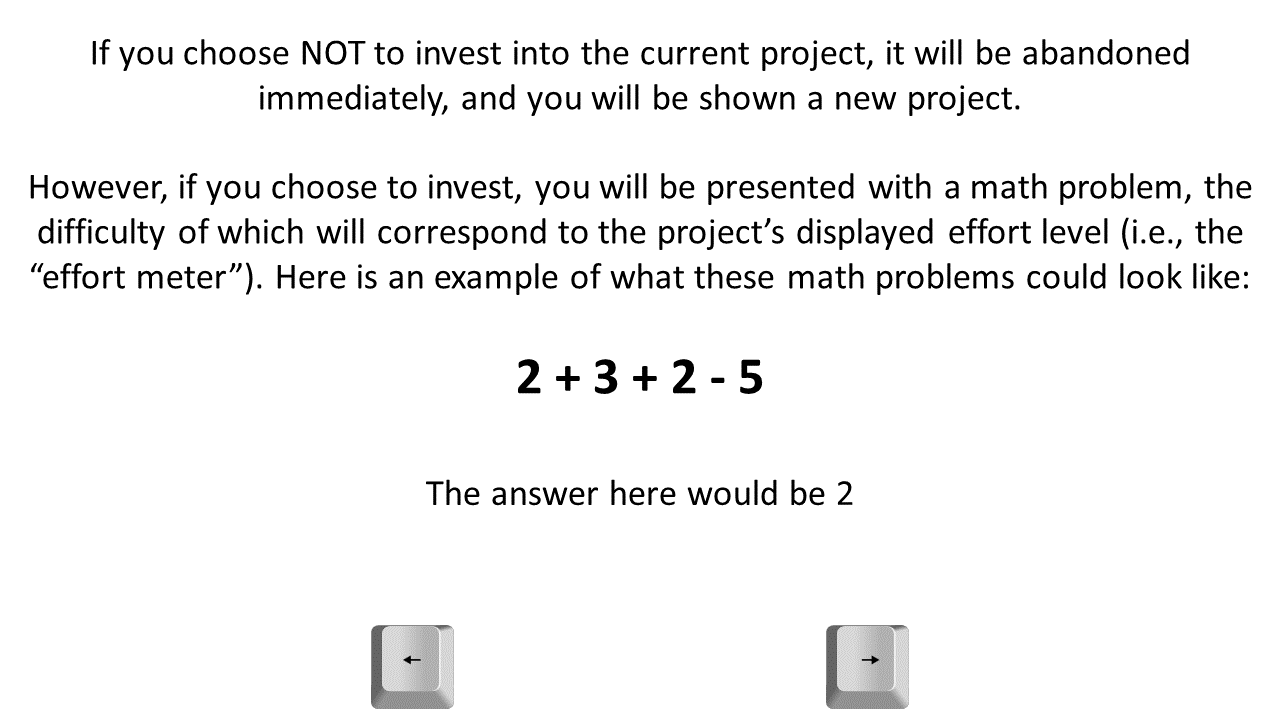 If you choose NOT to invest into the current project, it will be abandoned
immediately, and you will be shown a new project.
However, if you choose to invest, you will be presented with a math problem, the
difficulty of which will correspond to the project’s displayed effort level (i.e., the
“effort meter”). Here is an example of what these math problems could look like:
2 + 3 + 2 - 5
The answer here would be 2
← →